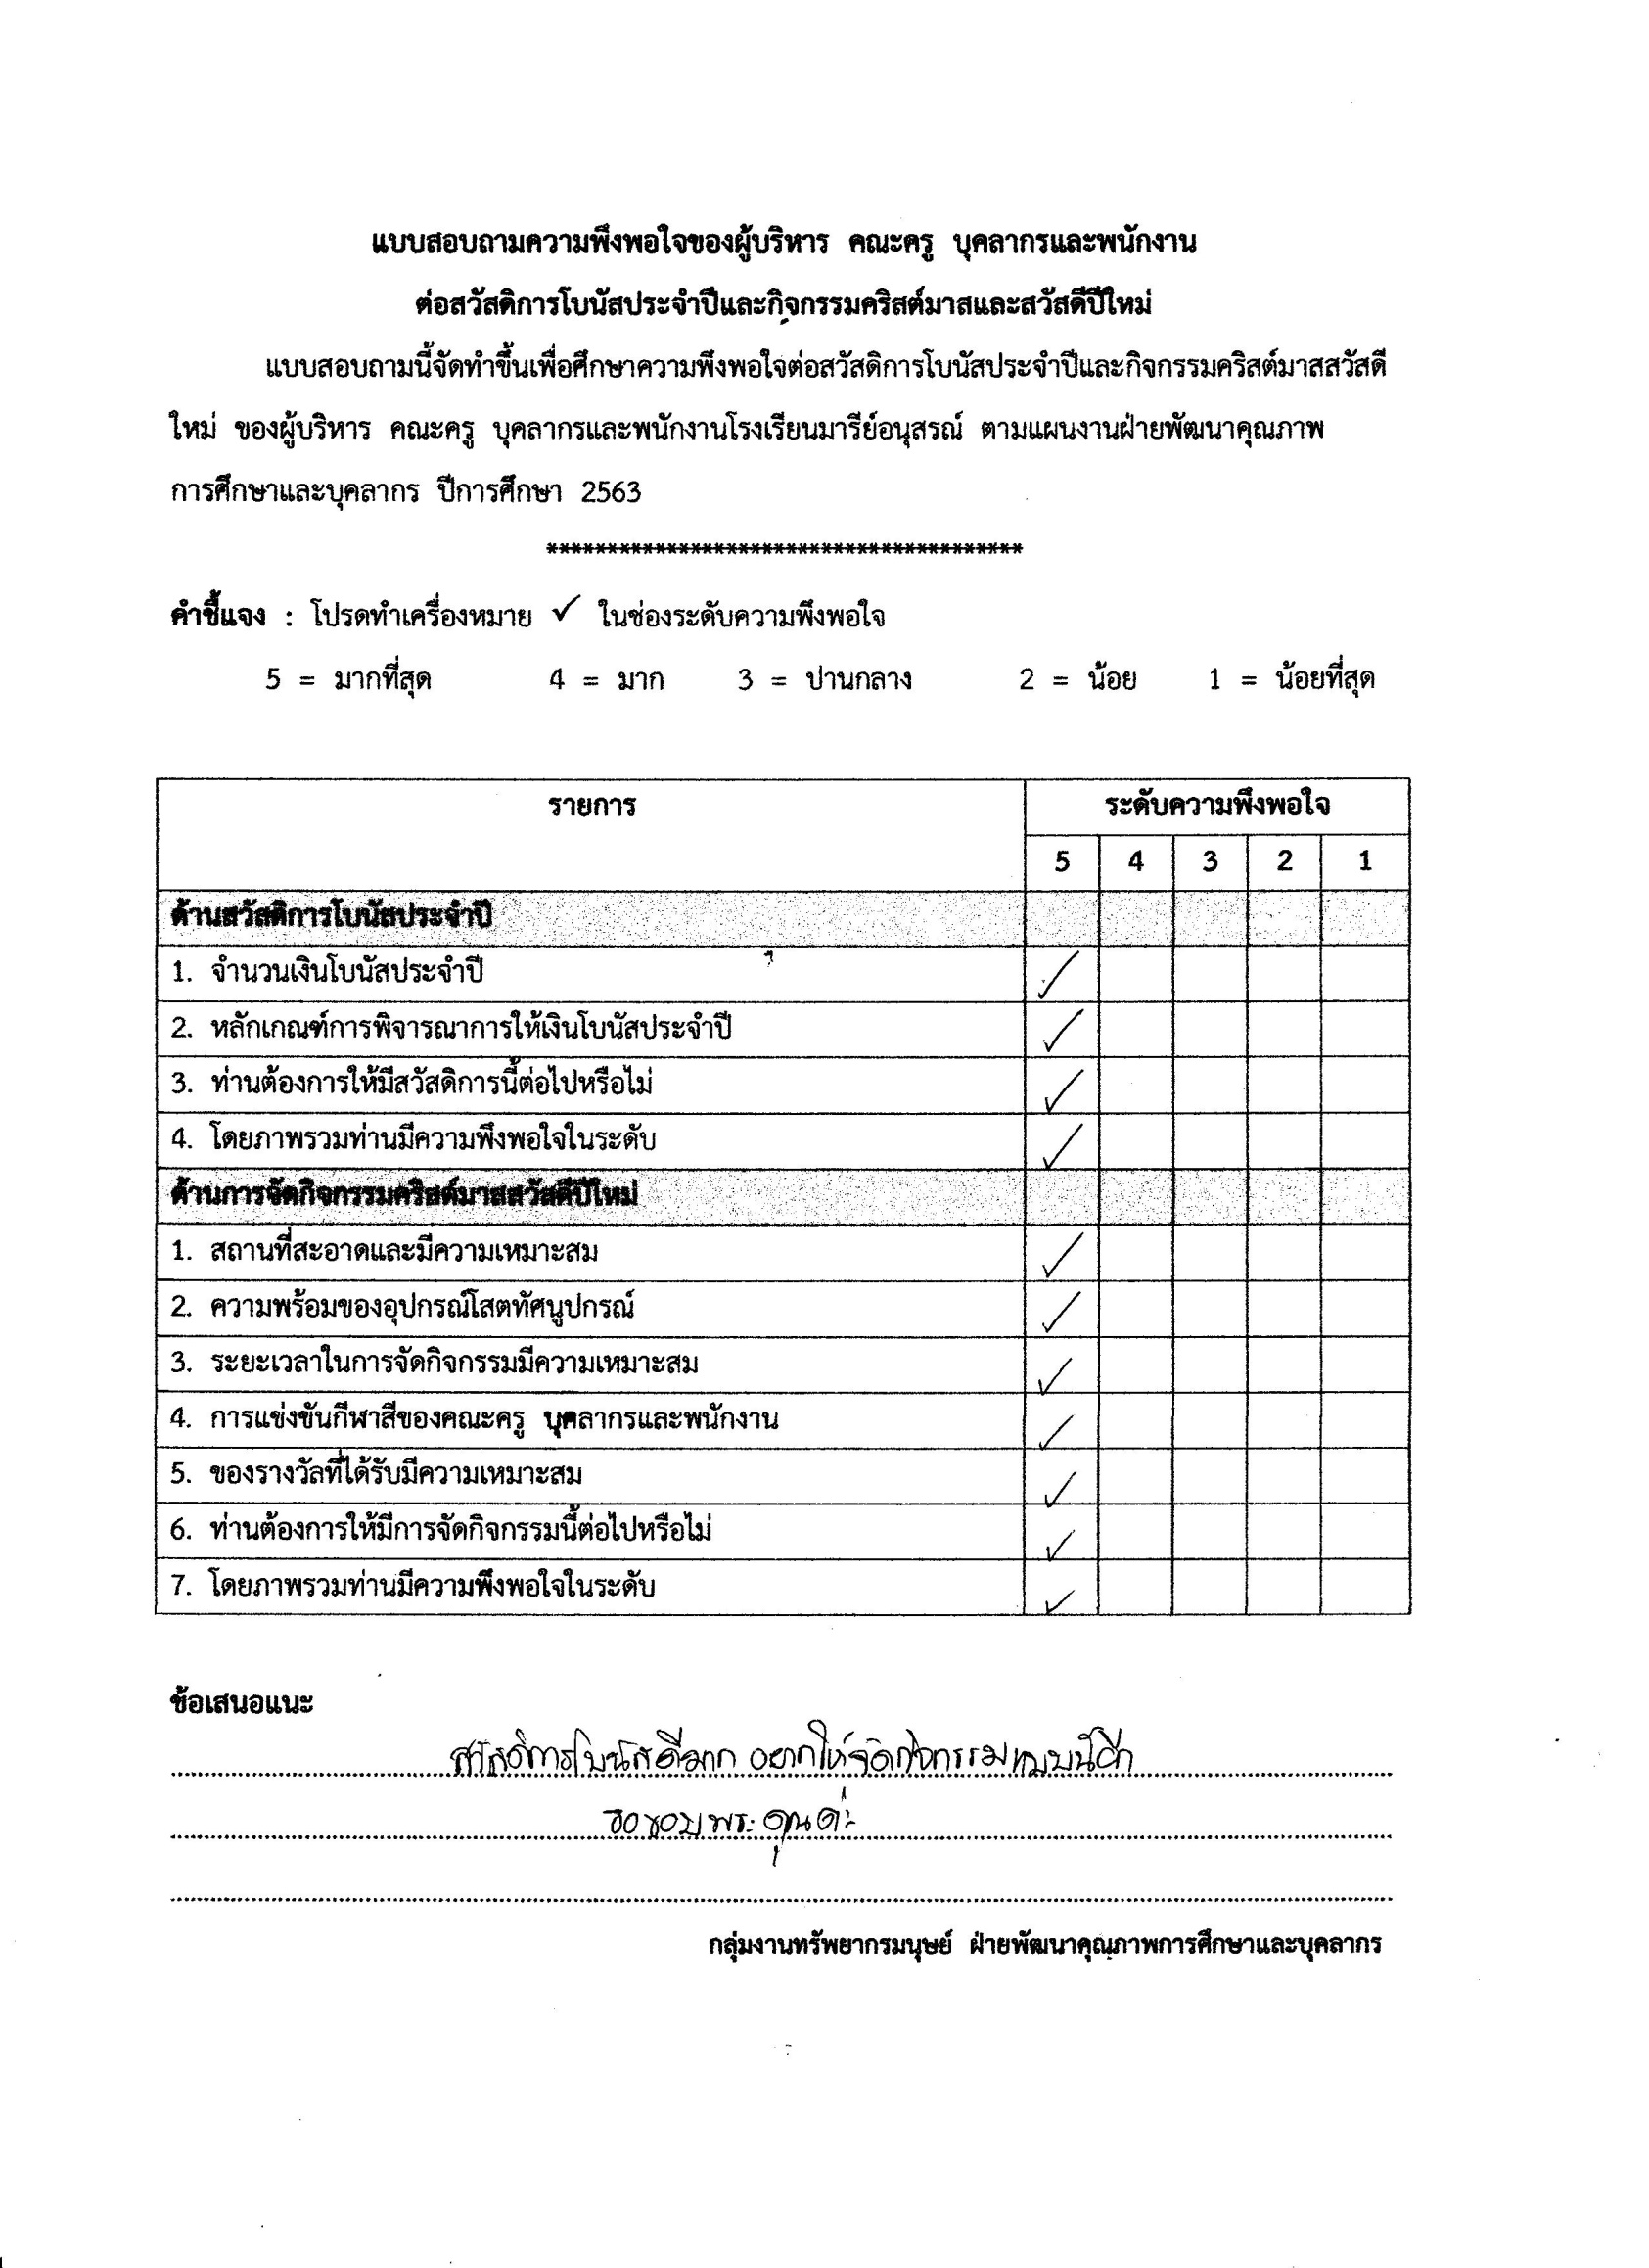 แบบสอบถามความพึงพอใจของผู้บริหาร คณะครู บุคลากรและพนักงาน
ต่อสวัสดิการโบนัสประจำปีและกิจกรรมคริสต์มาสและสวัสดีปีใหม่
แบบสอบถามนี้จัดทำขึ้นเพื่อศึกษาความพึงพอใจต่อสวัสดิการโบนัสประจำปีและกิจกรรมคริสต์มาสสวัสดี
ใหม่ ของผู้บริหาร คณะครู บุคลากรและพนักงานโรงเรียนมารีย์อนุสรณ์ ตามแผนงานฝ่ายพัฒนาคุณภาพ
การศึกษาและบุคลากร ปีการศึกษา 2563
****************************************
คำชี้แจง : โปรดทำเครื่องหมาย ✓ ในช่องระดับความพึงพอใจ
5 = มากที่สุด 4 = มาก 3 = ปานกลาง 2 = น้อย 1 = น้อยที่สุด
รายการ ระดับความพึงพอใจ
5 4 3 2 1
ด้านสวัสดิการโบนัสประจำปี
1. จำนวนเงินโบนัสประจำปี ✓
2. หลักเกณฑ์การพิจารณาการให้เงินโบนัสประจำปี ✓
3. ท่านต้องการให้มีสวัสดิการนี้ต่อไปหรือไม่ ✓
4. โดยภาพรวมท่านมีความพึงพอใจในระดับ ✓
ด้านการจัดกิจกรรมคริสต์มาสสวัสดีปีใหม่
1. สถานที่สะอาดและมีความเหมาะสม ✓
2. ความพร้อมของอุปกรณ์โสตทัศนูปกรณ์ ✓
3. ระยะเวลาในการจัดกิจกรรมมีความเหมาะสม ✓
4. การแข่งขันกีฬาสีของคณะครู บุคลากรและพนักงาน ✓
5. ของรางวัลที่ได้รับมีความเหมาะสม ✓
6. ท่านต้องการให้มีการจัดกิจกรรมนี้ต่อไปหรือไม่ ✓
7. โดยภาพรวมท่านมีความพึงพอใจในระดับ ✓
ข้อเสนอแนะ
สวัสดิการโบนัสดีมาก อยากให้จัดกิจกรรมแบบนี้อีก
ขอขอบพระคุณค่ะ
กลุ่มงานทรัพยากรมนุษย์ ฝ่ายพัฒนาคุณภาพการศึกษาและบุคลากร